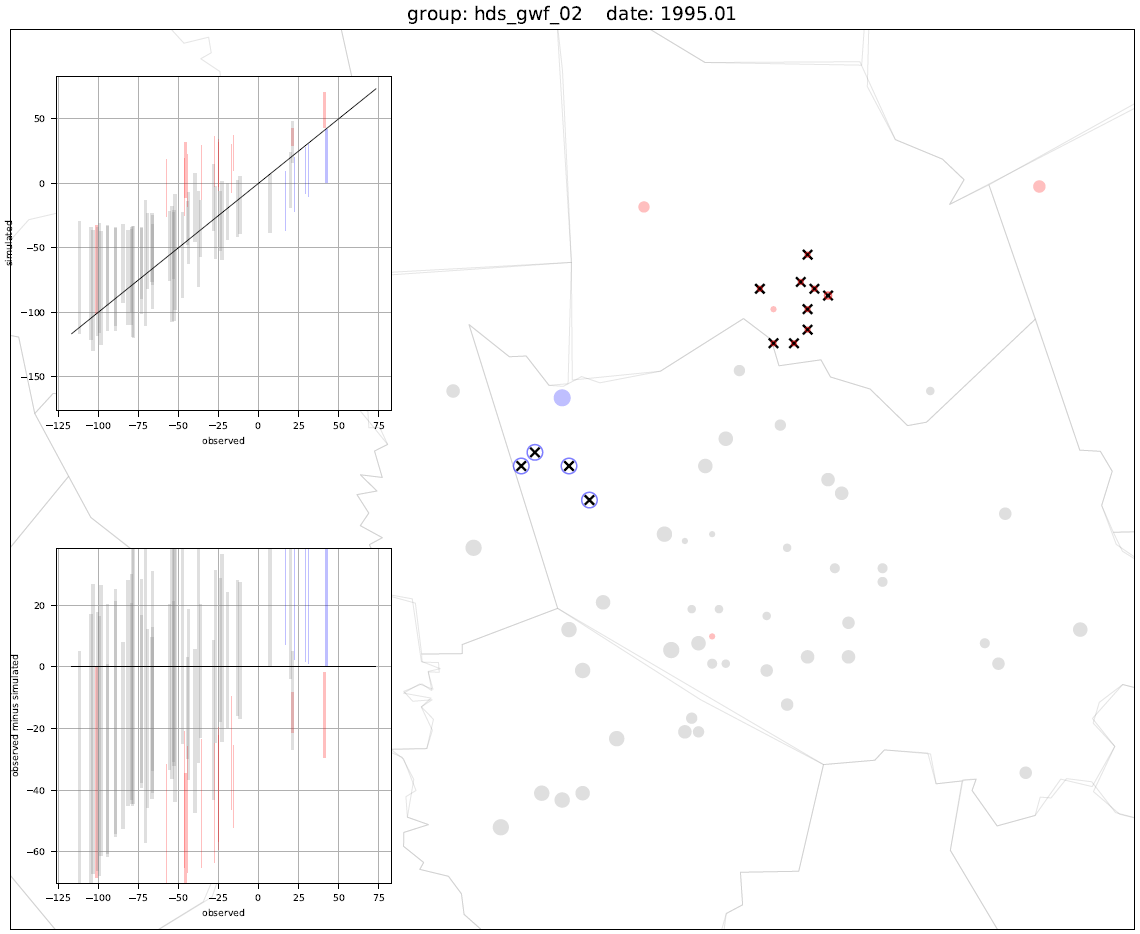 group: hds_gwf_02    date: 1995.01
50
0
−50
−100
−150
simulated
−125 −100 −75 −50 −25 0 25 50 75
observed
20
0
−20
−40
−60
observed minus simulated
−125 −100 −75 −50 −25 0 25 50 75
observed